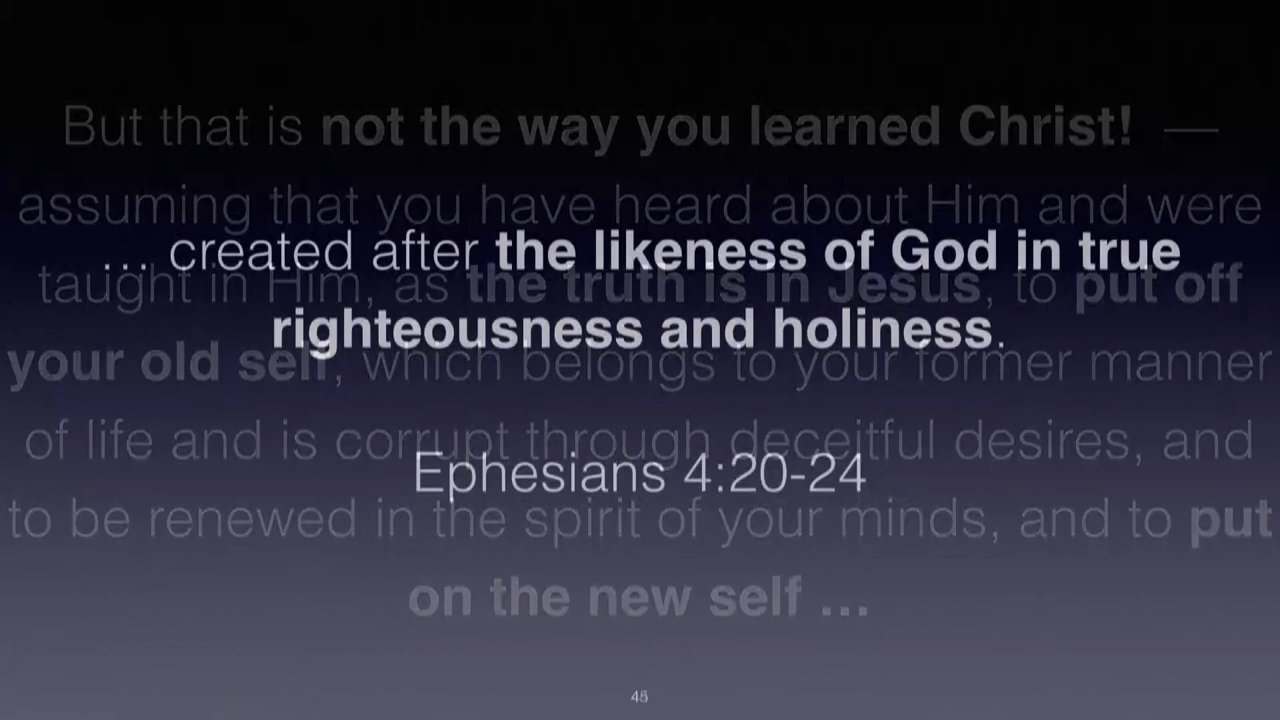 But that is not the way you learned Christ! —
assuming that you have heard about Him and were
... created after the likeness of God in true
taught in Him, as the truth is in Jesus, to put off
righteousness and holiness.
your old self, which belongs to your former manner
of life and is corrupt through deceitful desires, and
Ephesians 4:20-24
to be renewed in the spirit of your minds, and to put
on the new self ...